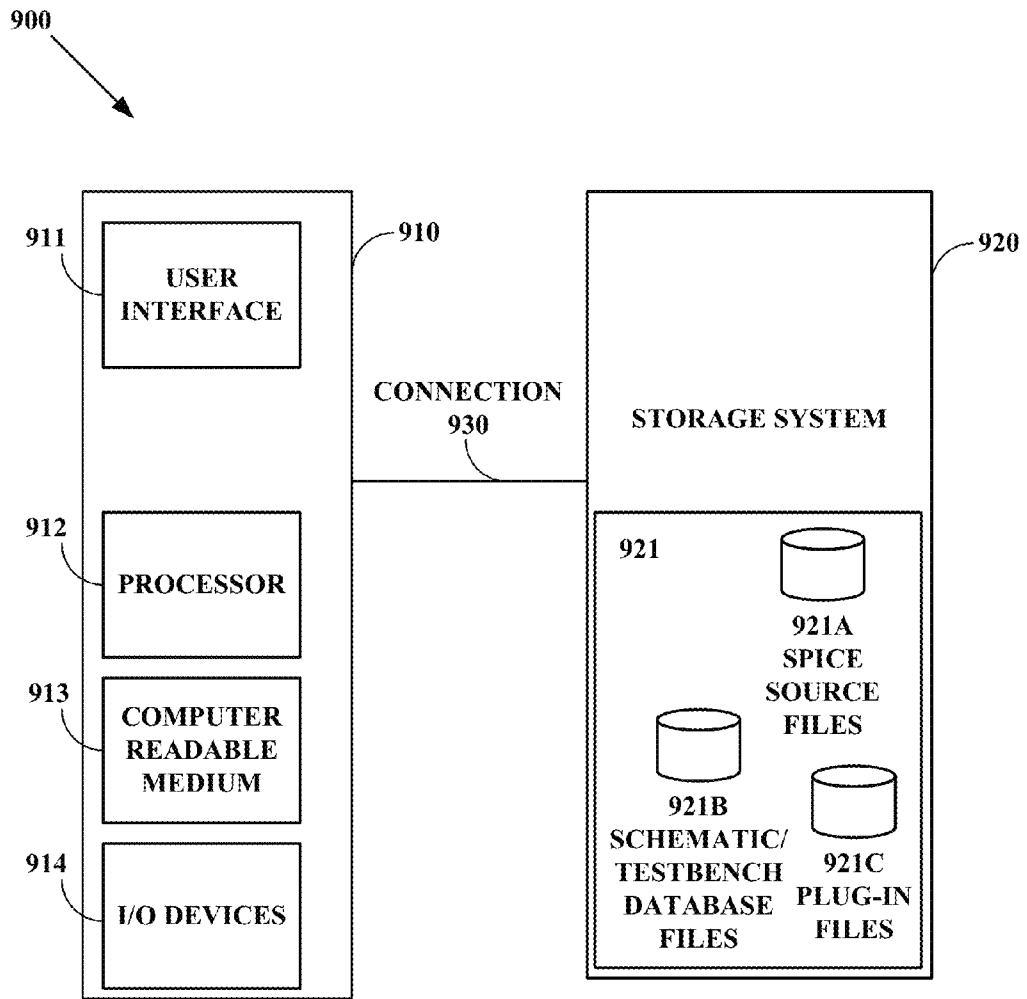 900
911
USER
INTERFACE
910
920
CONNECTION
930
STORAGE SYSTEM
912
PROCESSOR
913
COMPUTER
READABLE
MEDIUM
914
I/O DEVICES
921
921A
SPICE
SOURCE
FILES
921B
SCHEMATIC/
TESTBENCH
DATABASE
FILES
921C
PLUG-IN
FILES